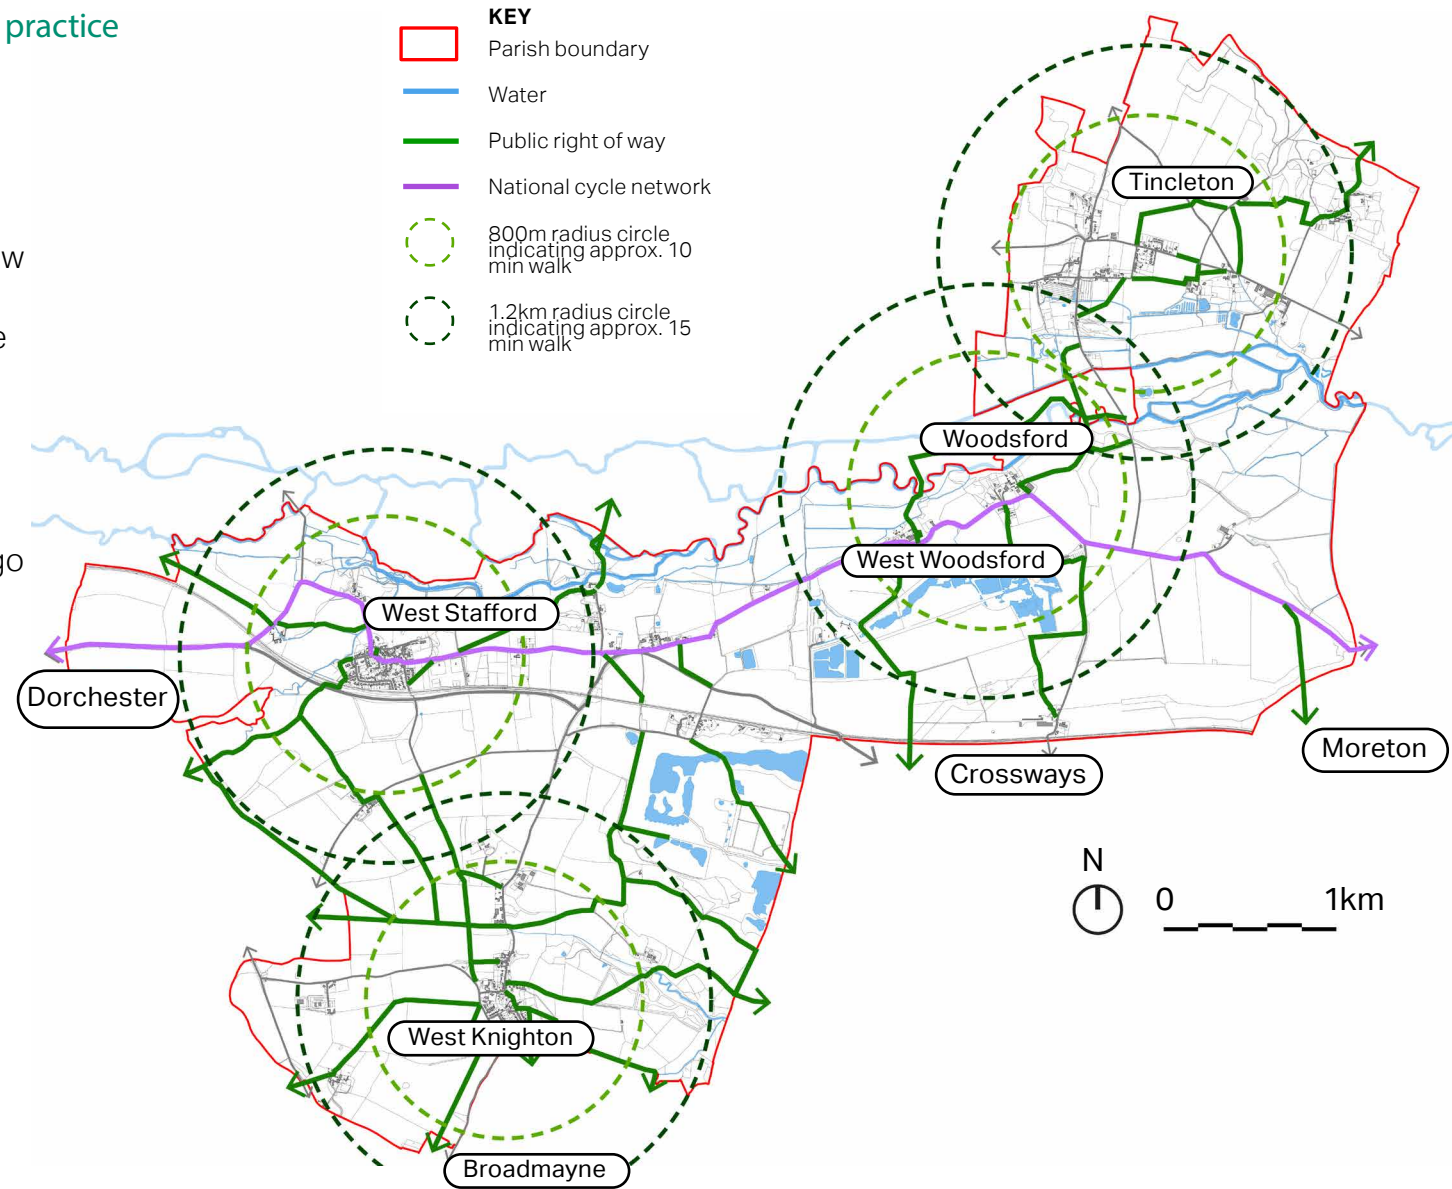 practice
w
e
go
KEY
Parish boundary
Water
Public right of way
National cycle network
800m radius circle
indicating approx. 10
min walk
1.2km radius circle
indicating approx. 15
min walk
Tincleton
Woodsford
West Woodsford
West Stafford
Dorchester
Moreton
Crossways
N
0 1km
West Knighton
Broadmayne